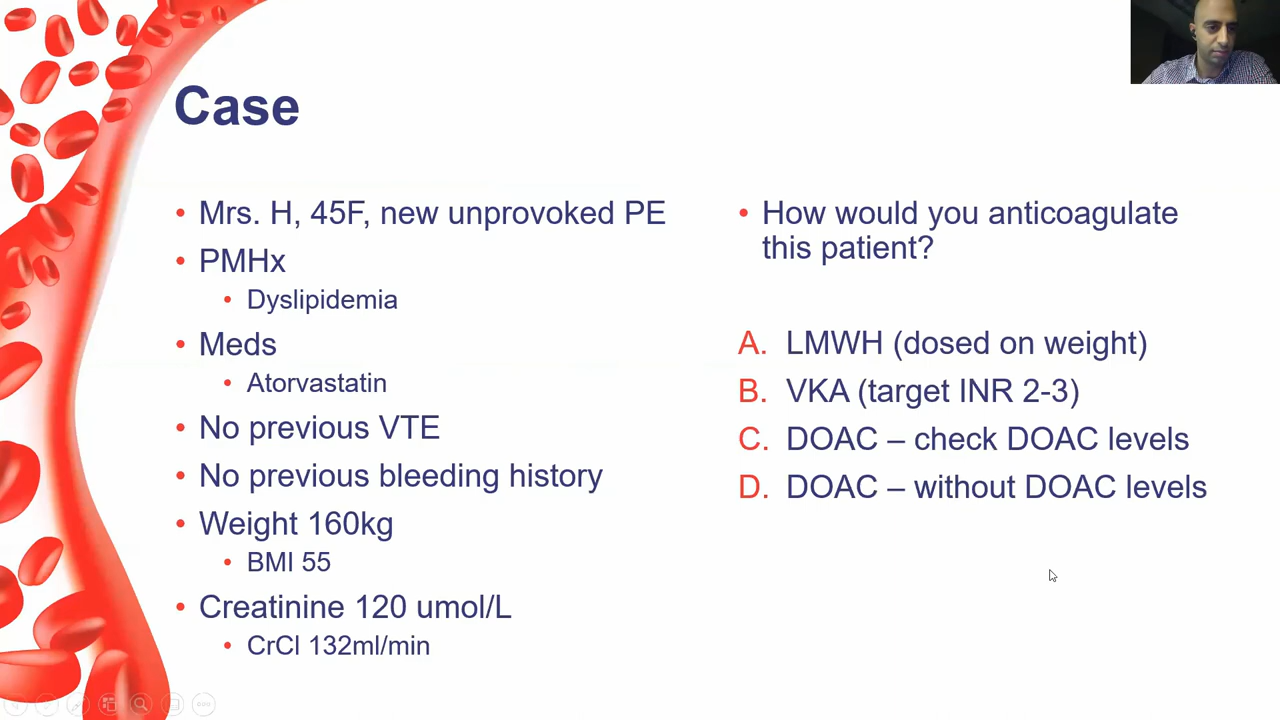 Case
Mrs. H, 45F, new unprovoked PE
PMHx
Dyslipidemia
Meds
Atorvastatin
No previous VTE
No previous bleeding history
Weight 160kg
BMI 55
Creatinine 120 umol/L
CrCl 132ml/min
How would you anticoagulate
this patient?
A. LMWH (dosed on weight)
B. VKA (target INR 2-3)
C. DOAC – check DOAC levels
D. DOAC – without DOAC levels